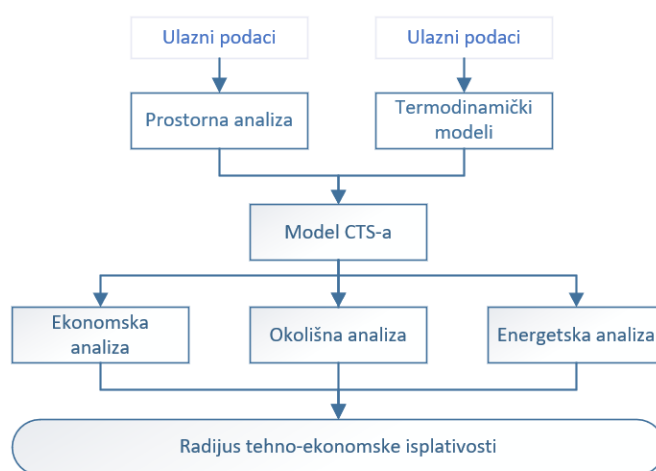 Ulazni podaci
Ulazni podaci
Prostorna analiza
Termodinamički
modeli
Model CTS-a
Ekonomska
analiza
Okolišna analiza
Energetska analiza
Radijus tehno-ekonomske isplativosti